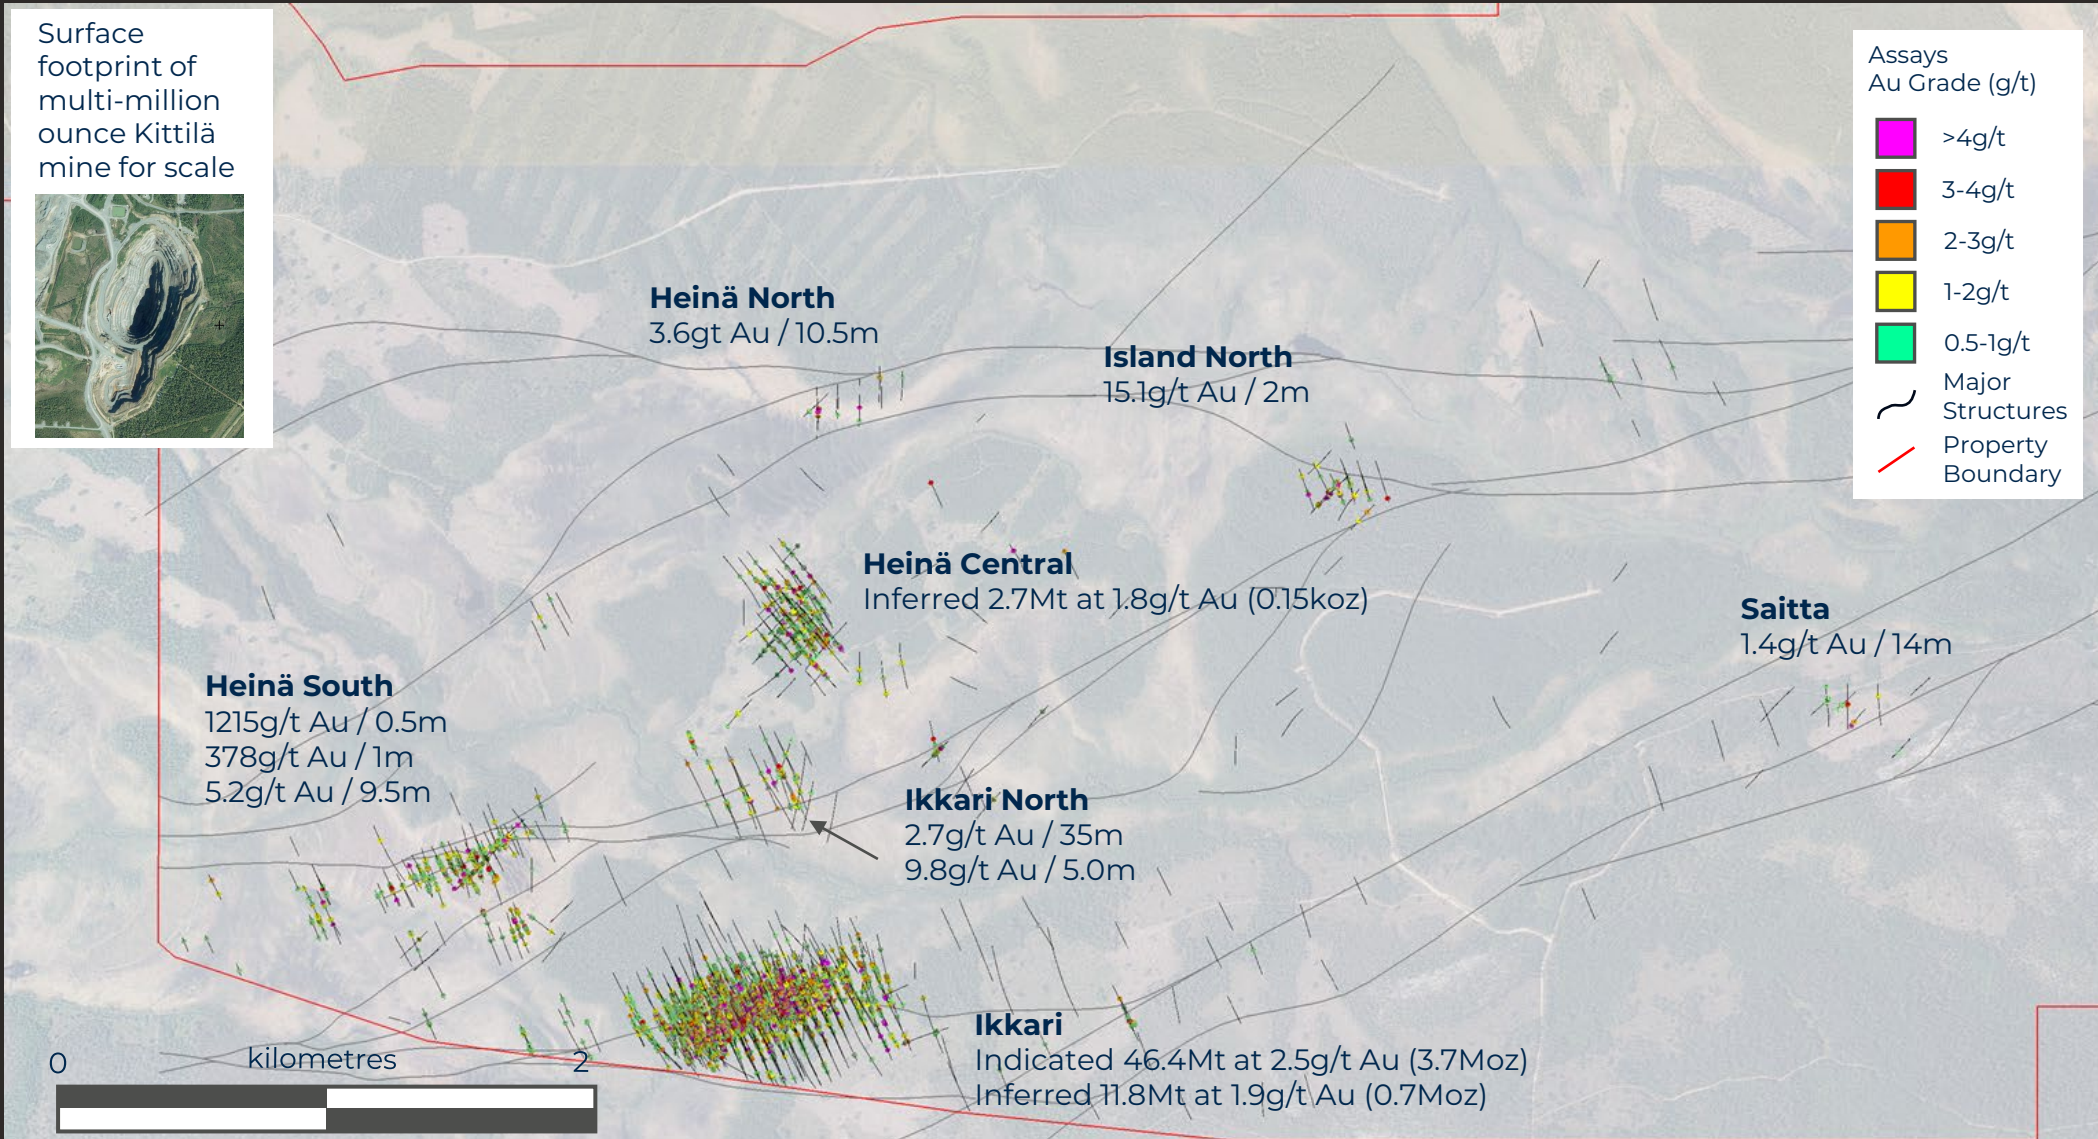 Surface
footprint of
multi-million
ounce Kittilä
mine for scale
Assays
Au Grade (g/t)
>4g/t
3-4g/t
2-3g/t
1-2g/t
0.5-1g/t
Major
Structures
Property
Boundary
Heinä North
3.6gt Au / 10.5m
Island North
15.1g/t Au / 2m
Heinä Central
Inferred 2.7Mt at 1.8g/t Au (0.15koz)
Saitta
1.4g/t Au / 14m
Heinä South
1215g/t Au / 0.5m
378g/t Au / 1m
5.2g/t Au / 9.5m
Ikkari North
2.7g/t Au / 35m
9.8g/t Au / 5.0m
Ikkari
Indicated 46.4Mt at 2.5g/t Au (3.7Moz)
Inferred 11.8Mt at 1.9g/t Au (0.7Moz)
0 kilometres 2